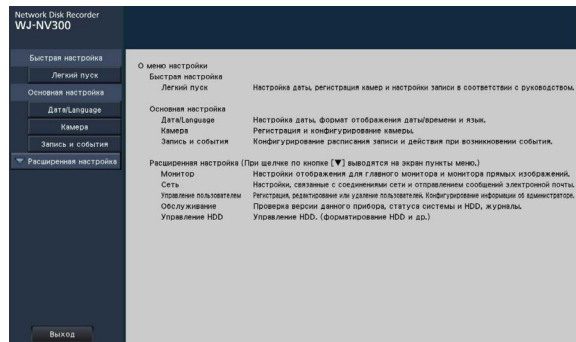 Network Disk Recorder
WJ-NV300
Быстрая настройка
Легкий пуск
Основная настройка
Дата/Language
Камера
Запись и события
Расширенная настройка
Выход
О меню настройки
Быстрая настройка
Легкий пуск Настройка даты, регистрация камер и настройки записи в соответствии с руководством.
Основная настройка
Дата/Language Настройка даты, формат отображения даты/времени и язык.
Камера Регистрация и конфигурирование камеры.
Запись и события Конфигурирование расписания записи и действия при возникновении события.
Расширенная настройка (При щелчке по кнопке [▼] выводятся на экран пункты меню.)
Монитор Настройки отображения для главного монитора и монитора прямых изображений.
Сеть Настройки, связанные с соединениями сети и отправлением сообщений электронной почты.
Управление пользователем Регистрация, редактирование или удаление пользователей. Конфигурирование информации об администраторе.
Обслуживание Проверка версии данного прибора, статуса системы и HDD, журналы.
Управление HDD Управление HDD. (форматирование HDD и др.)